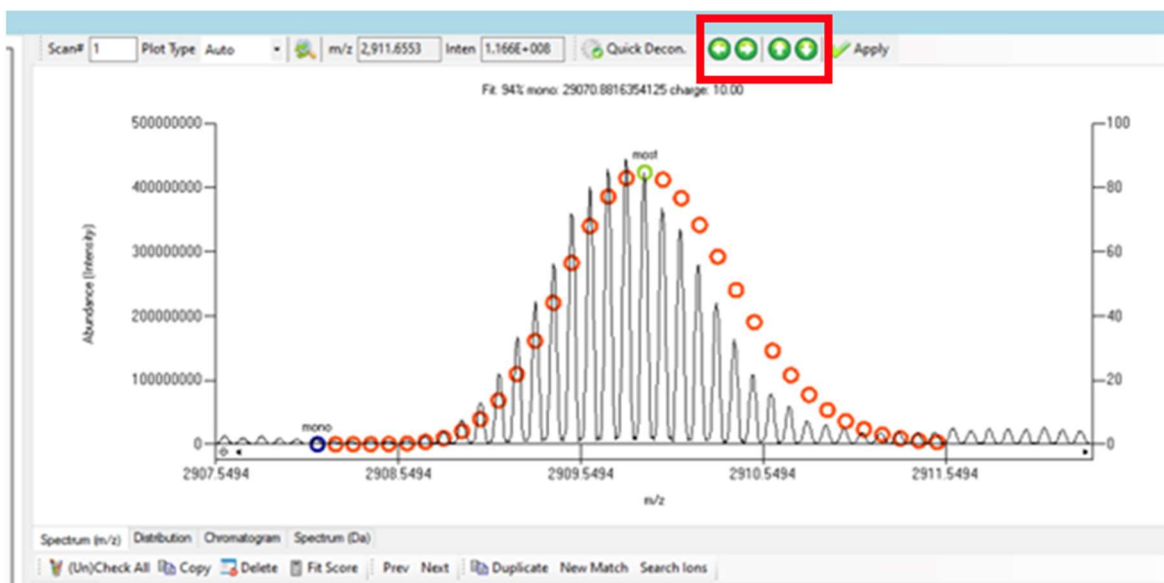 Scan# 1 Plot Type Auto m/z 2,911.6553 Inten 1.166E+008 Quick Decon. Apply
Fit: 94% mono: 29070.8816354125 charge: 10.00
500000000 100
most
400000000 80
300000000 60
Abundance (Intensity)
200000000 40
100000000 20
mono
0 0
2907.5494 2908.5494 2909.5494 2910.5494 2911.5494
m/z
Spectrum (m/z) Distribution Chromatogram Spectrum (Da)
(Un)Check All Copy Delete Fit Score Prev Next Duplicate New Match Search Ions